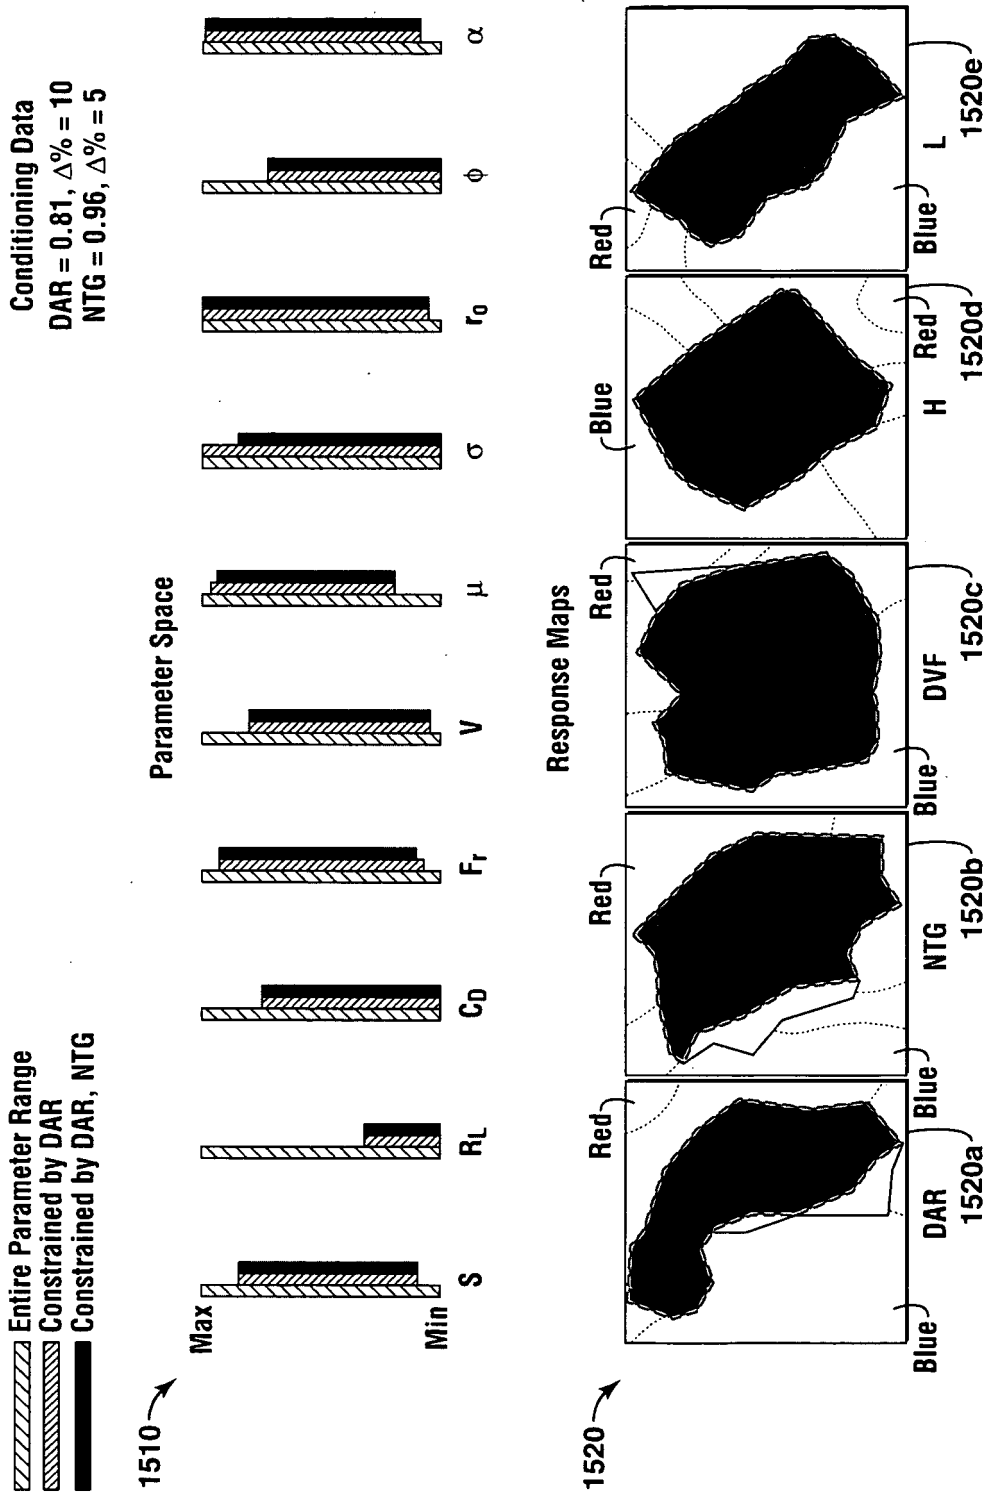 Entire Parameter Range
Constrained by DAR
Constrained by DAR, NTG
Conditioning Data
DAR = 0.81, Δ% = 10
NTG = 0.96, Δ% = 5
1510
Parameter Space
Max
Min
S
R_L
C_D
F_r
V
μ
σ
r_0
ϕ
α
1520
Response Maps
Red
Red
Red
Blue
Red
Blue
Blue
Blue
Red
Blue
DAR
NTG
DVF
H
L
1520a
1520b
1520c
1520d
1520e